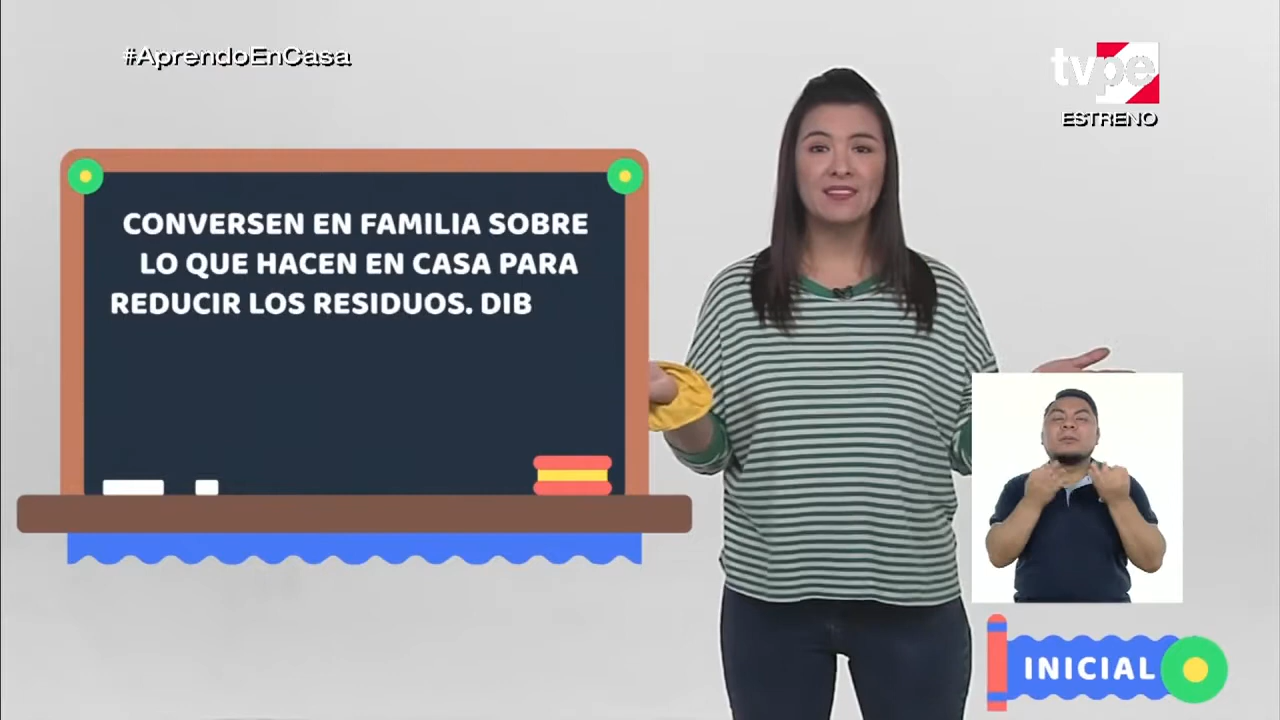 #AprendoEnCasa
tvpe
ESTRENO
CONVERSEN EN FAMILIA SOBRE
LO QUE HACEN EN CASA PARA
REDUCIR LOS RESIDUOS. DIB
INICIAL